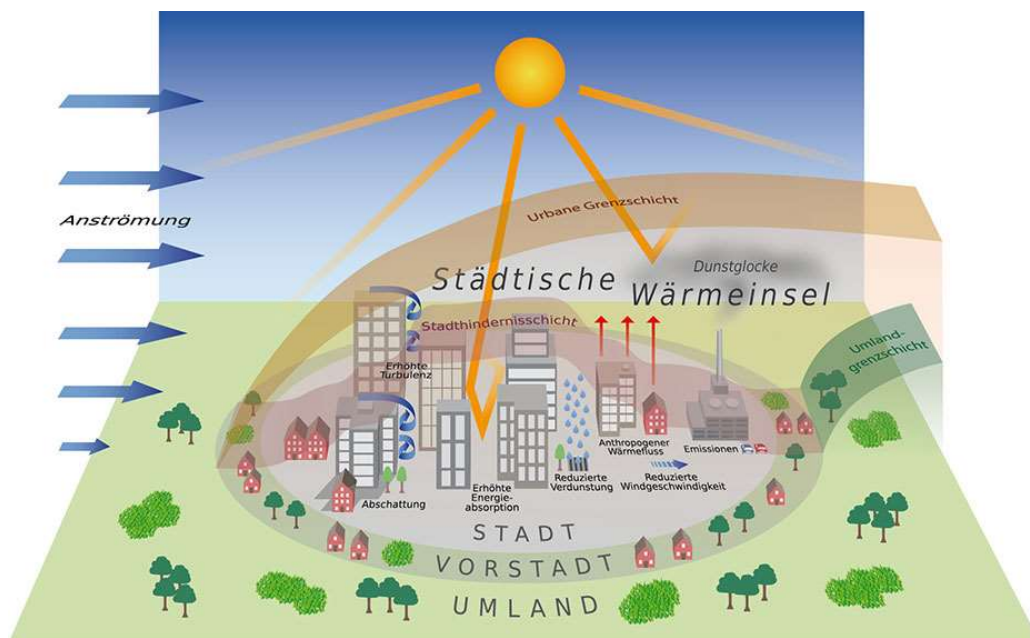 Anströmung
Urbane Grenzschicht
Dunstglocke
Städtische
Wärmeinsel
Stadthindernisschicht
Umland-
grenzschicht
Erhöhte
Turbulenz
Anthropogener
Wärmefluss
Emissionen
Abschattung
Erhöhte
Energie-
absorption
Reduzierte
Verdunstung
Reduzierte
Windgeschwindigkeit
STADT
VORSTADT
UMLAND